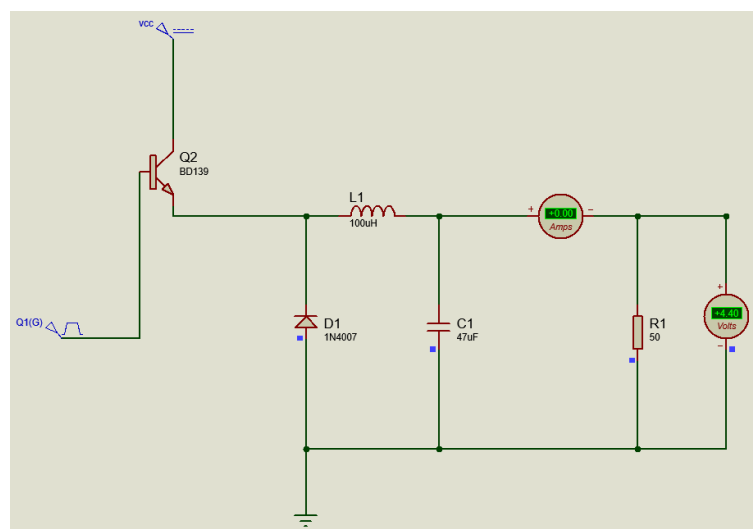 VCC
Q2
BD139
L1
100uH
+
+0.00
-
Amps
Q1(G)
D1
1N4007
C1
47uF
R1
50
+
+4.40
Volts
-